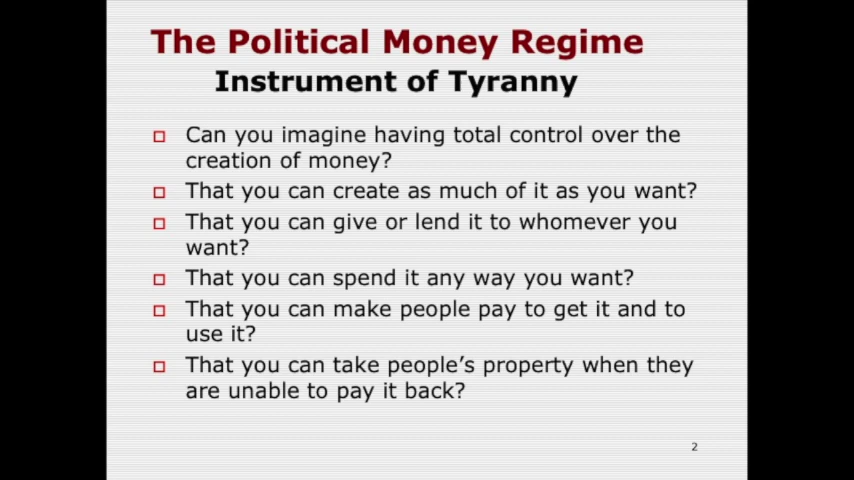 The Political Money Regime
Instrument of Tyranny
Can you imagine having total control over the
creation of money?
That you can create as much of it as you want?
That you can give or lend it to whomever you
want?
That you can spend it any way you want?
That you can make people pay to get it and to
use it?
That you can take people’s property when they
are unable to pay it back?
2